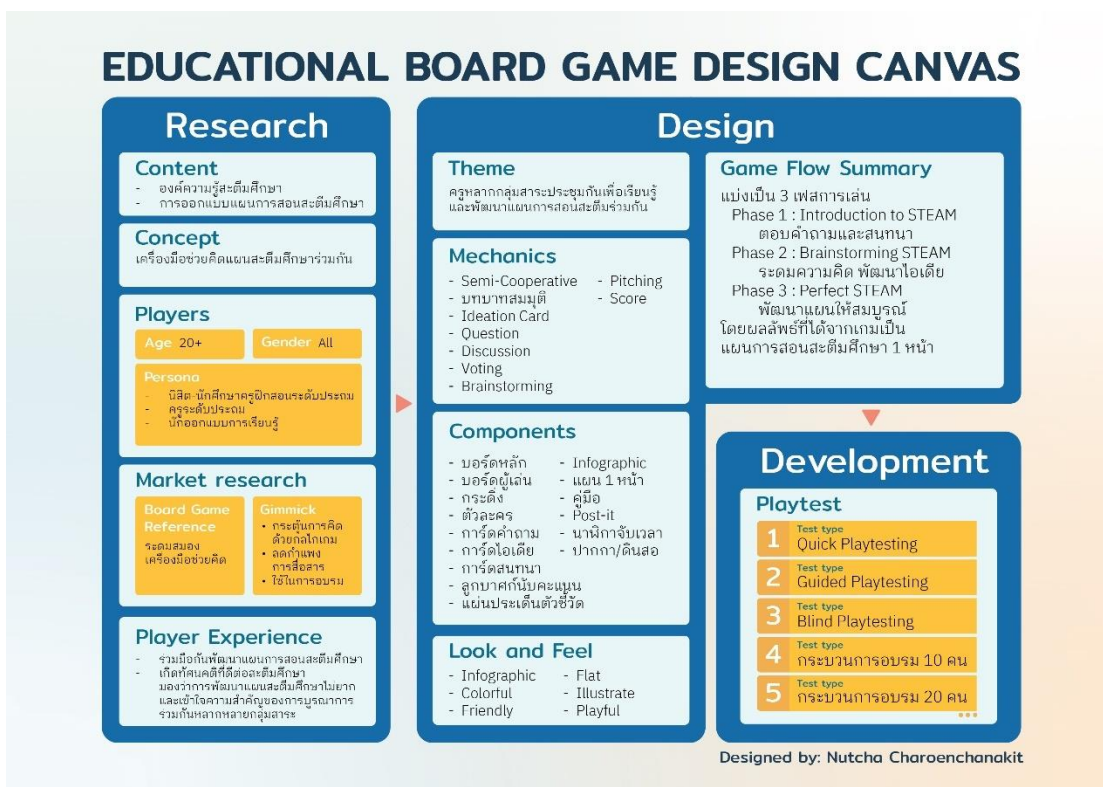 EDUCATIONAL BOARD GAME DESIGN CANVAS
Research
Content
- องค์ความรู้สะตีมศึกษา
- การออกแบบแผนการสอนสะตีมศึกษา
Concept
เครื่องมือช่วยคิดแผนสะตีมศึกษาร่วมกัน
Players
Age 20+
Gender All
Persona
- นิสิต-นักศึกษาครูฝึกสอนระดับประถม
- ครูระดับประถม
- นักออกแบบการเรียนรู้
Market research
Board Game
Reference
ระดมสมอง
เครื่องมือช่วยคิด
Gimmick
• กระตุ้นการคิด
ด้วยกลไกเกม
• ลดกำแพง
การสื่อสาร
• ใช้ในการอบรม
Player Experience
- ร่วมมือกันพัฒนาแผนการสอนสะตีมศึกษา
- เกิดทัศนคติที่ดีต่อสะตีมศึกษา
มองว่าการพัฒนาแผนสะตีมศึกษาไม่ยาก
และเข้าใจความสำคัญของการบูรณาการ
ร่วมกันหลากหลายกลุ่มสาระ
Design
Theme
ครูหลากกลุ่มสาระประชุมกันเพื่อเรียนรู้
และพัฒนาแผนการสอนสะตีมร่วมกัน
Mechanics
- Semi-Cooperative
- บทบาทสมมุติ
- Ideation Card
- Question
- Discussion
- Voting
- Brainstorming
- Pitching
- Score
Components
- บอร์ดหลัก
- บอร์ดผู้เล่น
- กระดิ่ง
- ตัวละคร
- การ์ดคำถาม
- การ์ดไอเดีย
- การ์ดสนทนา
- ลูกบาศก์นับคะแนน
- แผ่นประเด็นตัวชี้วัด
- Infographic
- แผน 1 หน้า
- คู่มือ
- Post-it
- นาฬิกาจับเวลา
- ปากกา/ดินสอ
Look and Feel
- Infographic
- Colorful
- Friendly
- Flat
- Illustrate
- Playful
Game Flow Summary
แบ่งเป็น 3 เฟสการเล่น
Phase 1 : Introduction to STEAM
ตอบคำถามและสนทนา
Phase 2 : Brainstorming STEAM
ระดมความคิด พัฒนาไอเดีย
Phase 3 : Perfect STEAM
พัฒนาแผนให้สมบูรณ์
โดยผลลัพธ์ที่ได้จากเกมเป็น
แผนการสอนสะตีมศึกษา 1 หน้า
Development
Playtest
1
Test type
Quick Playtesting
2
Test type
Guided Playtesting
3
Test type
Blind Playtesting
4
Test type
กระบวนการอบรม 10 คน
5
Test type
กระบวนการอบรม 20 คน
Designed by: Nutcha Charoenchanakit